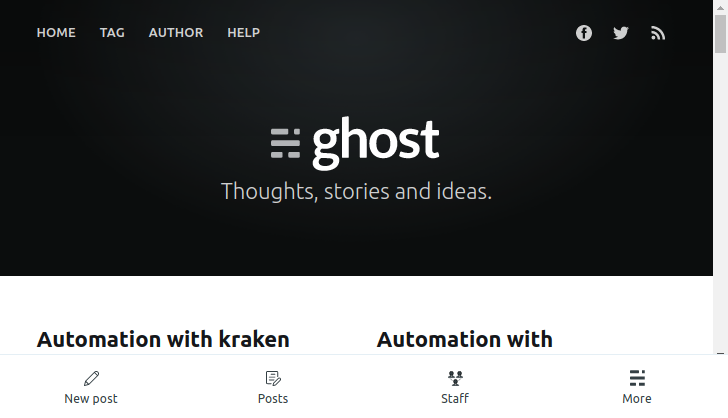 HOME TAG AUTHOR HELP
ghost
Thoughts, stories and ideas.
Automation with kraken
Automation with
New post Posts Staff More